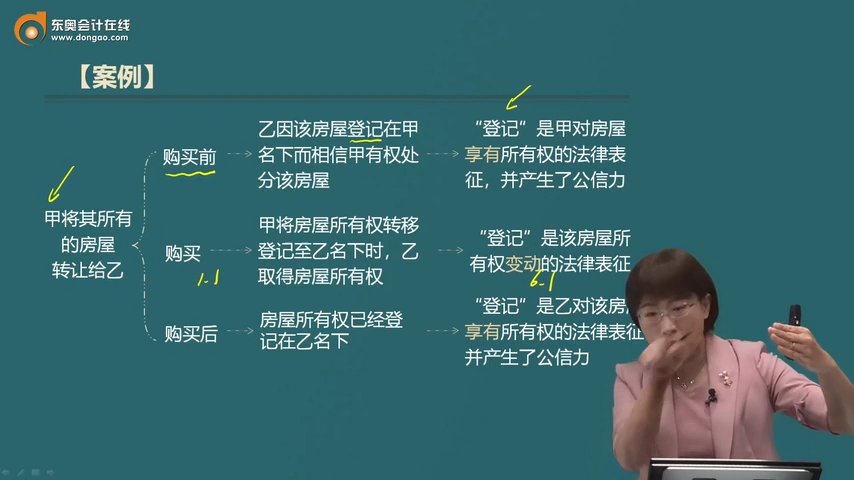 东奥会计在线
www.dongao.com
【案例】
甲将其所有
的房屋
转让给乙
购买前
乙因该房屋登记在甲
名下而相信甲有权处
分该房屋
“登记”是甲对房屋
享有所有权的法律表
征，并产生了公信力
购买
1-1
甲将房屋所有权转移
登记至乙名下时，乙
取得房屋所有权
“登记”是该房屋所
有权变动的法律表征
6-1
购买后
房屋所有权已经登
记在乙名下
“登记”是乙对该房
享有所有权的法律表征
并产生了公信力